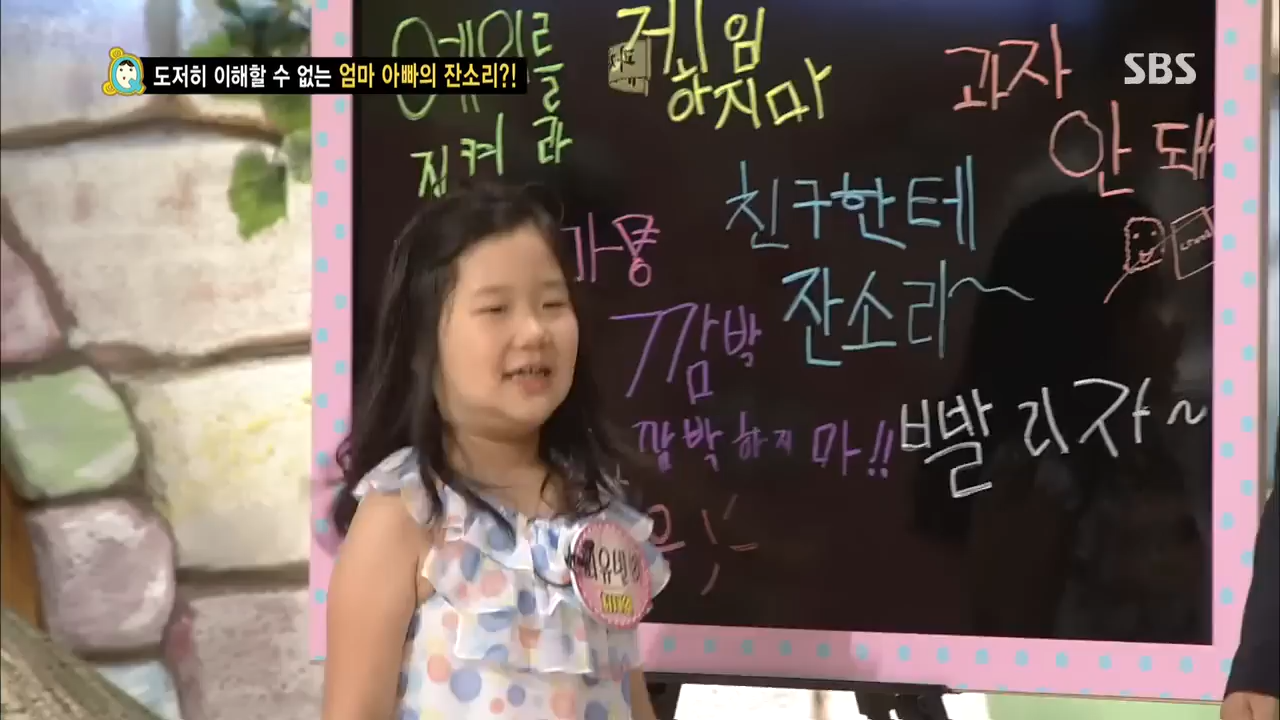 도저히 이해할 수 없는 엄마 아빠의 잔소리?!
SBS
예의를
지켜라
게임
하지마
과자
안 돼
친구한테
잔소리~
깜박
깜박하지 마!!
빨리자~